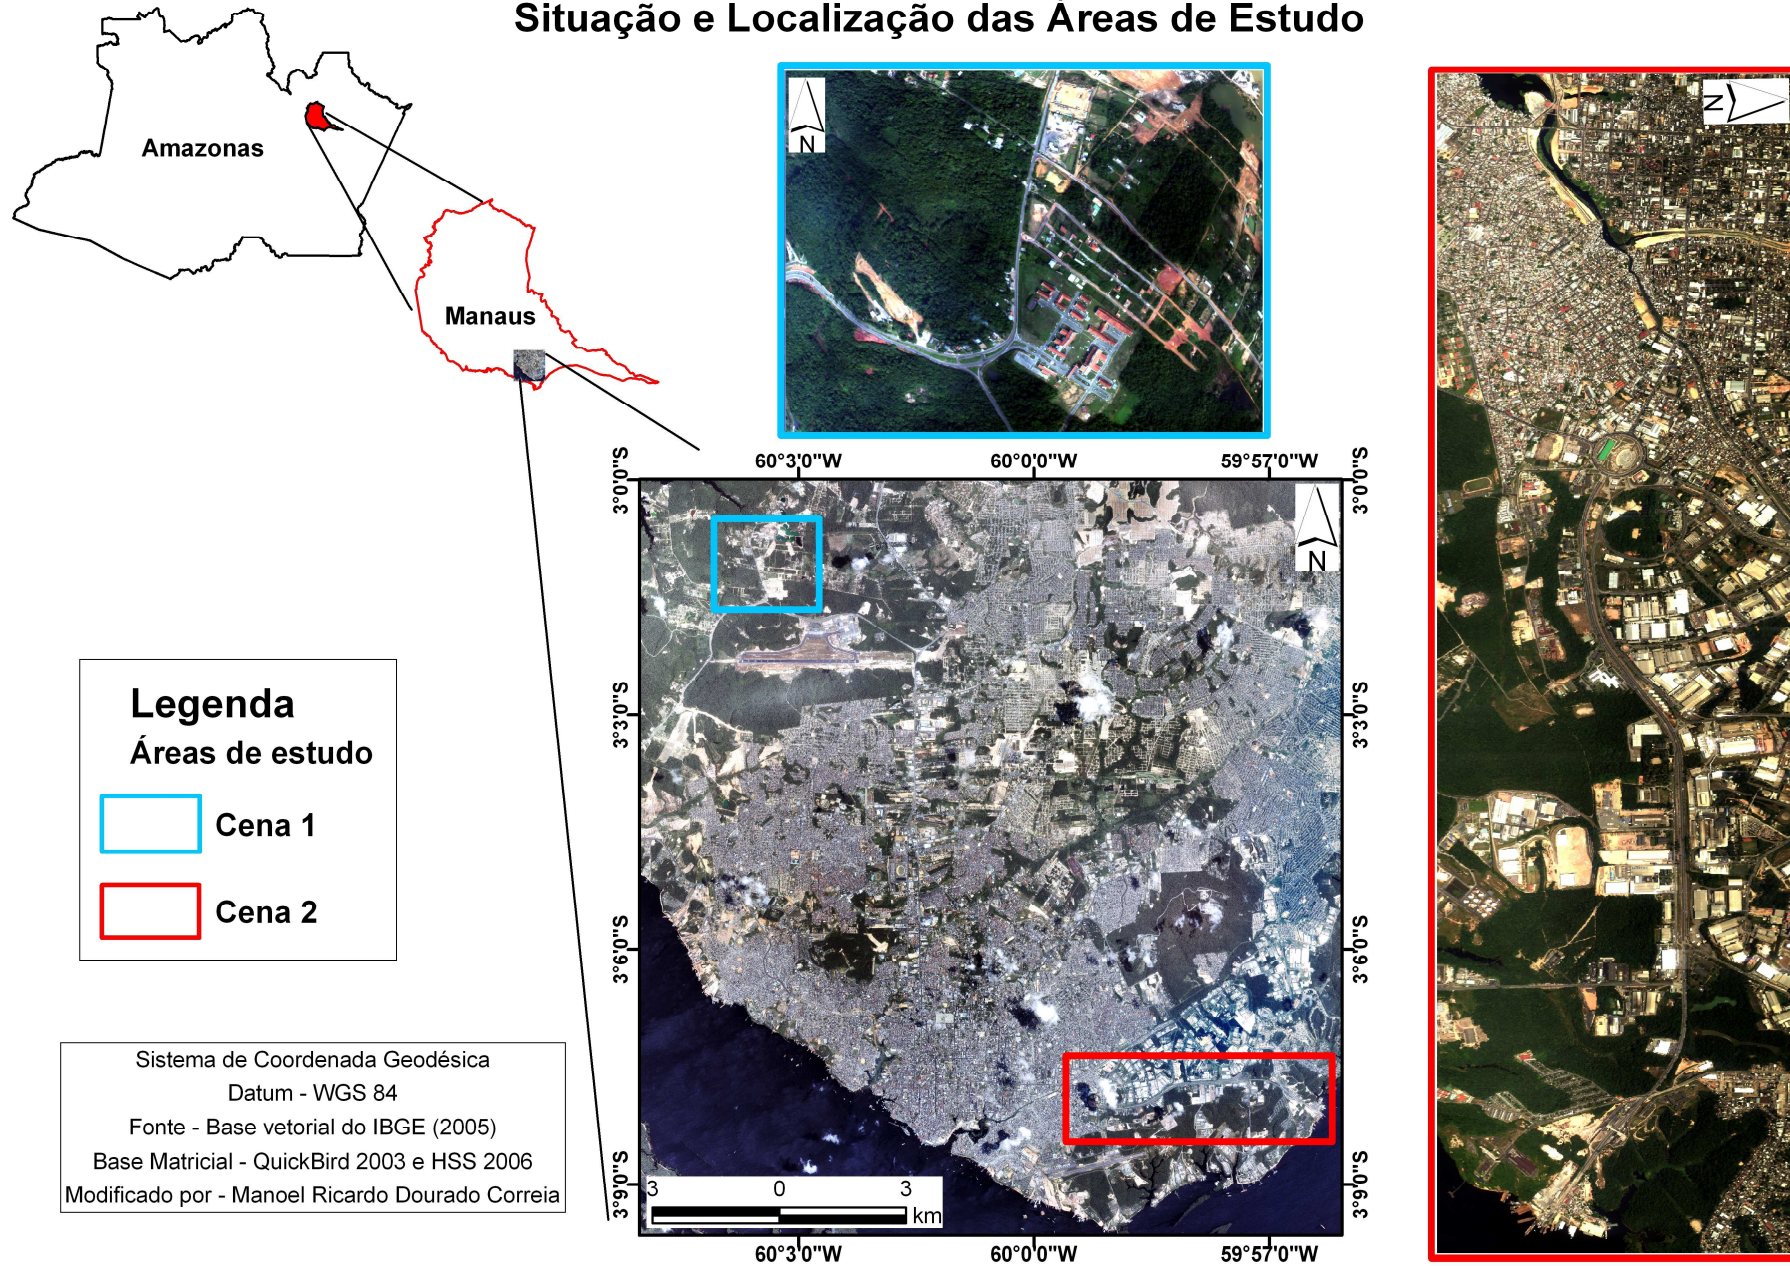 Situação e Localização das Áreas de Estudo
Amazonas
Manaus
N
N
60°3'0"W
60°0'0"W
59°57'0"W
3°0'0"S
3°0'0"S
N
3°3'0"S
3°3'0"S
3°6'0"S
3°6'0"S
3°9'0"S
3°9'0"S
3
0
3
km
60°3'0"W
60°0'0"W
59°57'0"W
Legenda
Áreas de estudo
Cena 1
Cena 2
Sistema de Coordenada Geodésica
Datum - WGS 84
Fonte - Base vetorial do IBGE (2005)
Base Matricial - QuickBird 2003 e HSS 2006
Modificado por - Manoel Ricardo Dourado Correia